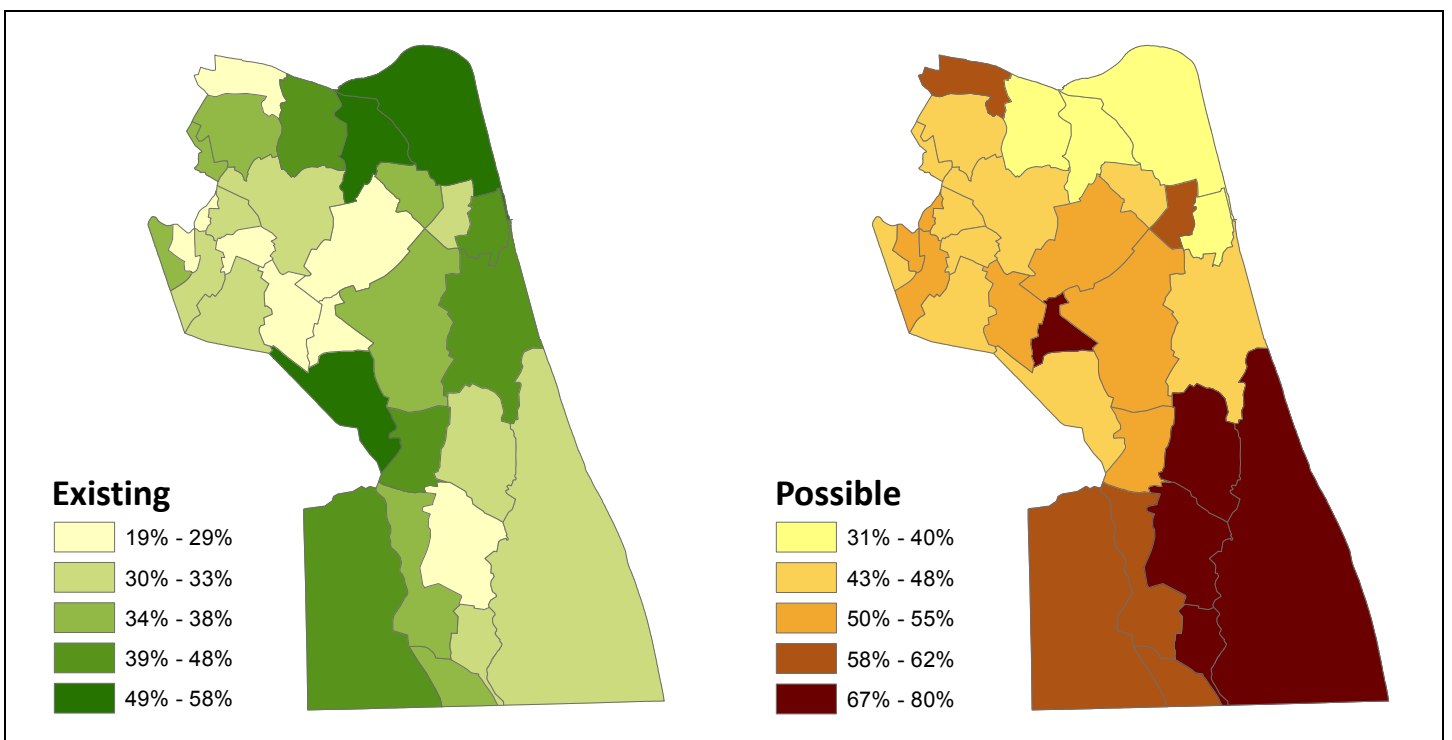 Existing
19% - 29%
30% - 33%
34% - 38%
39% - 48%
49% - 58%
Possible
31% - 40%
43% - 48%
50% - 55%
58% - 62%
67% - 80%